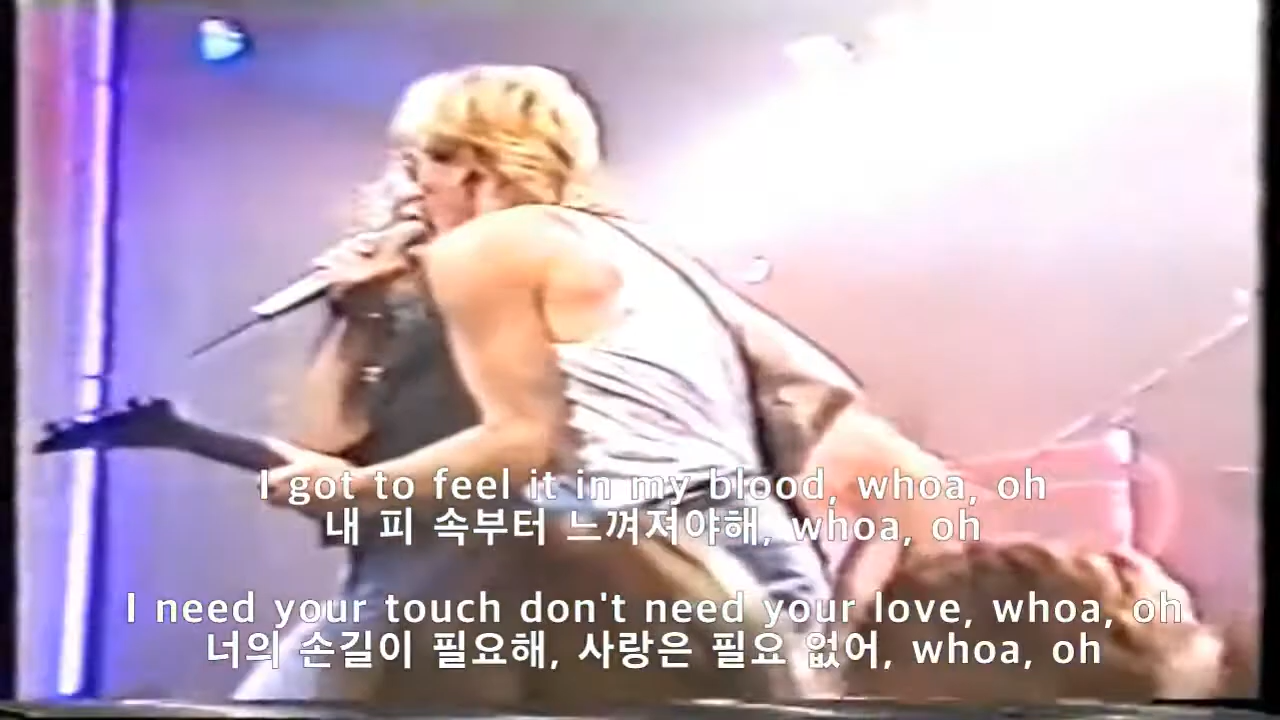 I got to feel it in my blood, whoa, oh
내 피 속부터 느껴져야해, whoa, oh
I need your touch don't need your love, whoa, oh
너의 손길이 필요해, 사랑은 필요 없어, whoa, oh